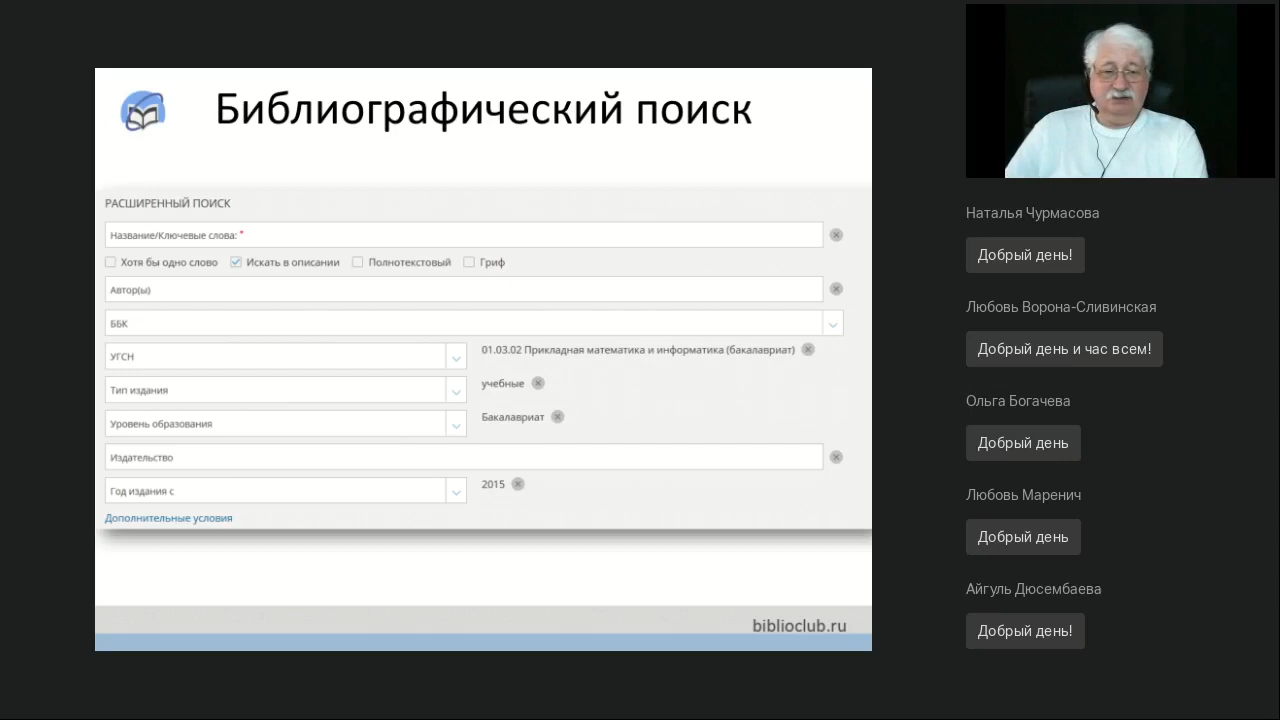 Библиографический поиск
РАСШИРЕННЫЙ ПОИСК
Название/Ключевые слова: *
Хотя бы одно слово Искать в описании Полнотекстовый Гриф
Автор(ы)
ББК
УГСН 01.03.02 Прикладная математика и информатика (бакалавриат)
Тип издания учебные
Уровень образования Бакалавриат
Издательство
Год издания с 2015
Дополнительные условия
biblioclub.ru
Наталья Чурмасова
Добрый день!
Любовь Ворона-Сливинская
Добрый день и час всем!
Ольга Богачева
Добрый день
Любовь Маренич
Добрый день
Айгуль Дюсембаева
Добрый день!